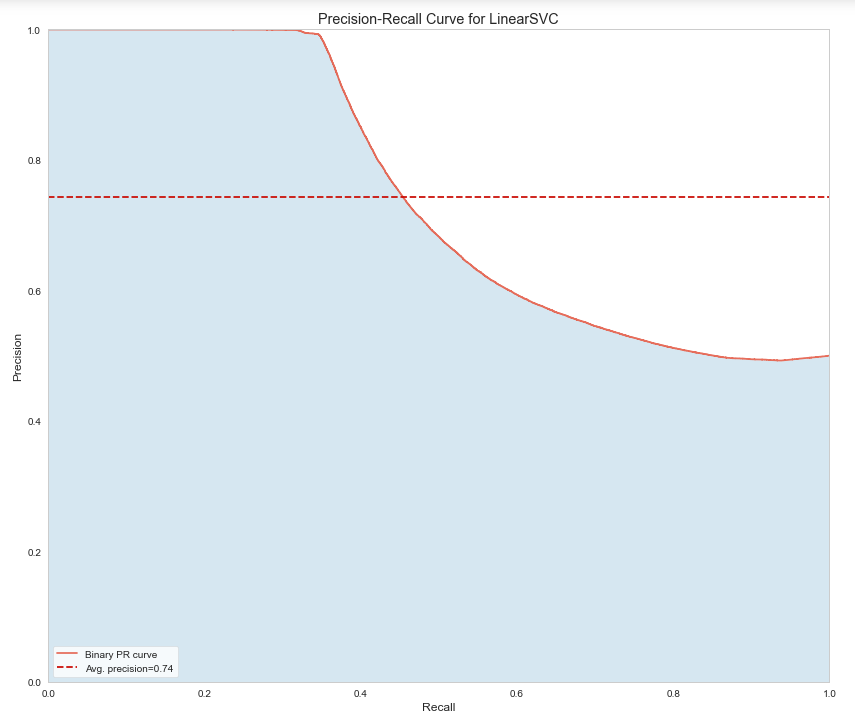 Precision-Recall Curve for LinearSVC
1.0
0.8
0.6
0.4
0.2
0.0
Precision
Binary PR curve
Avg. precision=0.74
0.0 0.2 0.4 0.6 0.8 1.0
Recall